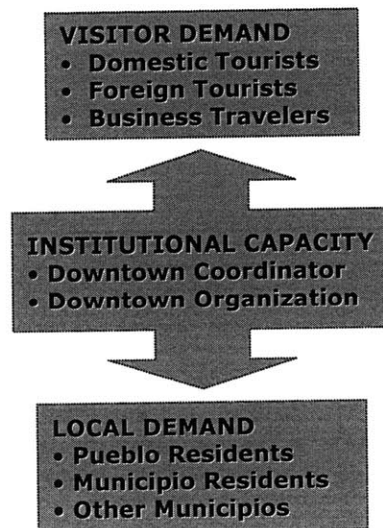 VISITOR DEMAND
• Domestic Tourists
• Foreign Tourists
• Business Travelers
INSTITUTIONAL CAPACITY
• Downtown Coordinator
• Downtown Organization
LOCAL DEMAND
• Pueblo Residents
• Municipio Residents
• Other Municipios